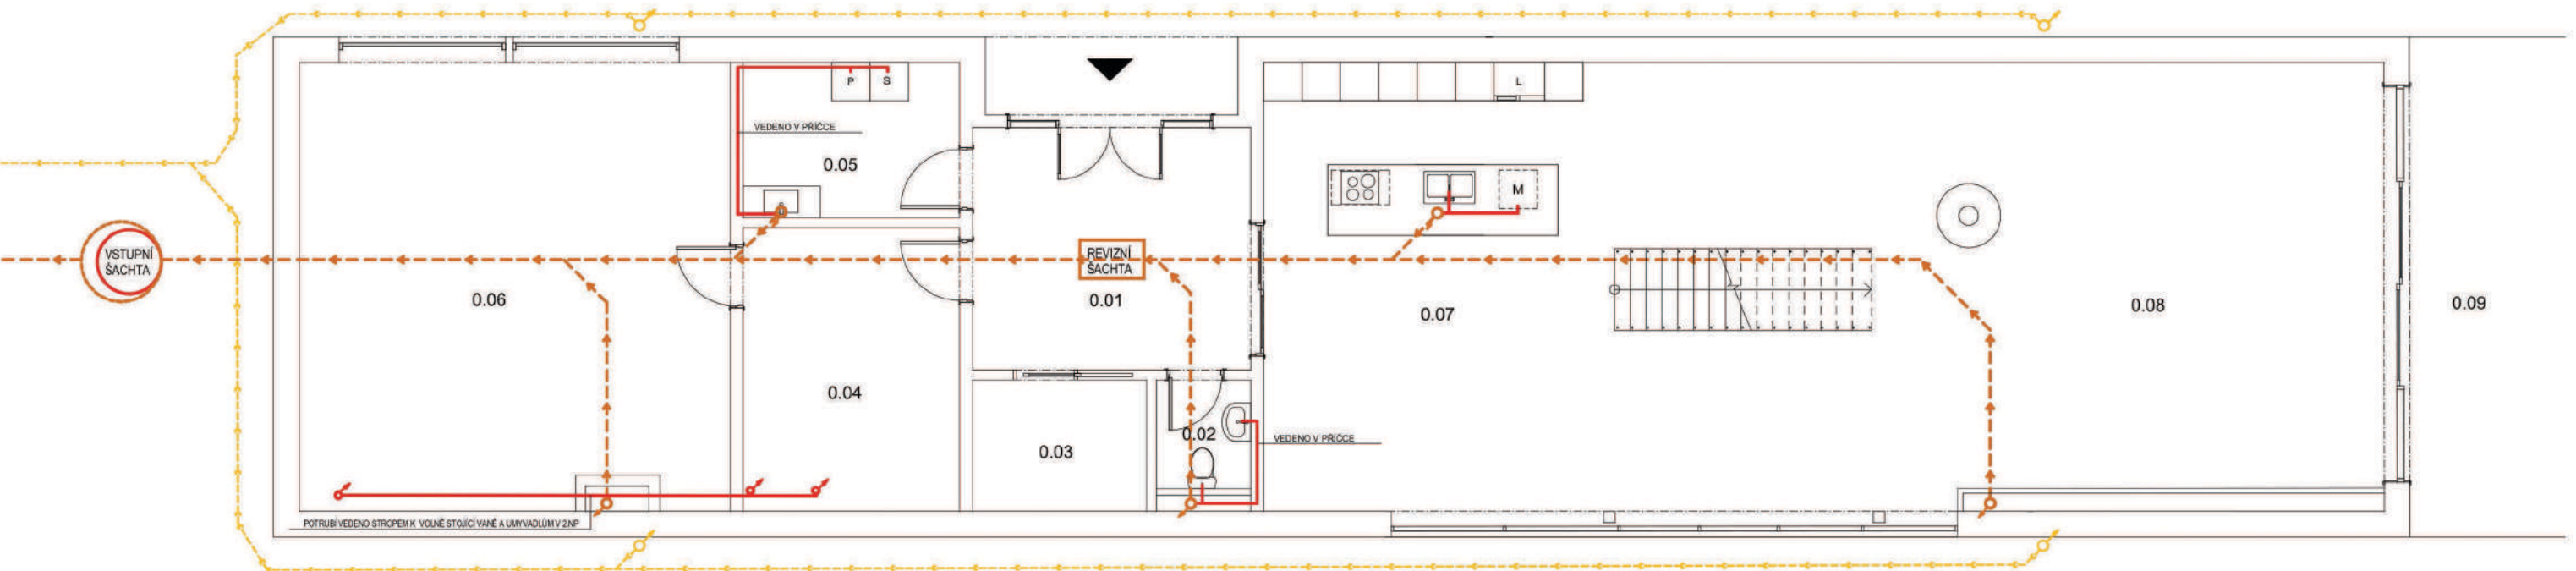 P
S
L
VEDENO V PŘÍČCE
0.05
M
VSTUPNÍ
ŠACHTA
REVIZNÍ
ŠACHTA
0.06
0.01
0.07
0.08
0.09
0.04
0.02
0.03
VEDENO V PŘÍČCE
POTRUBÍ VEDENO STROPEM K VOLNĚ STOJÍCÍ VANĚ A UMYVADLŮM V 2.NP